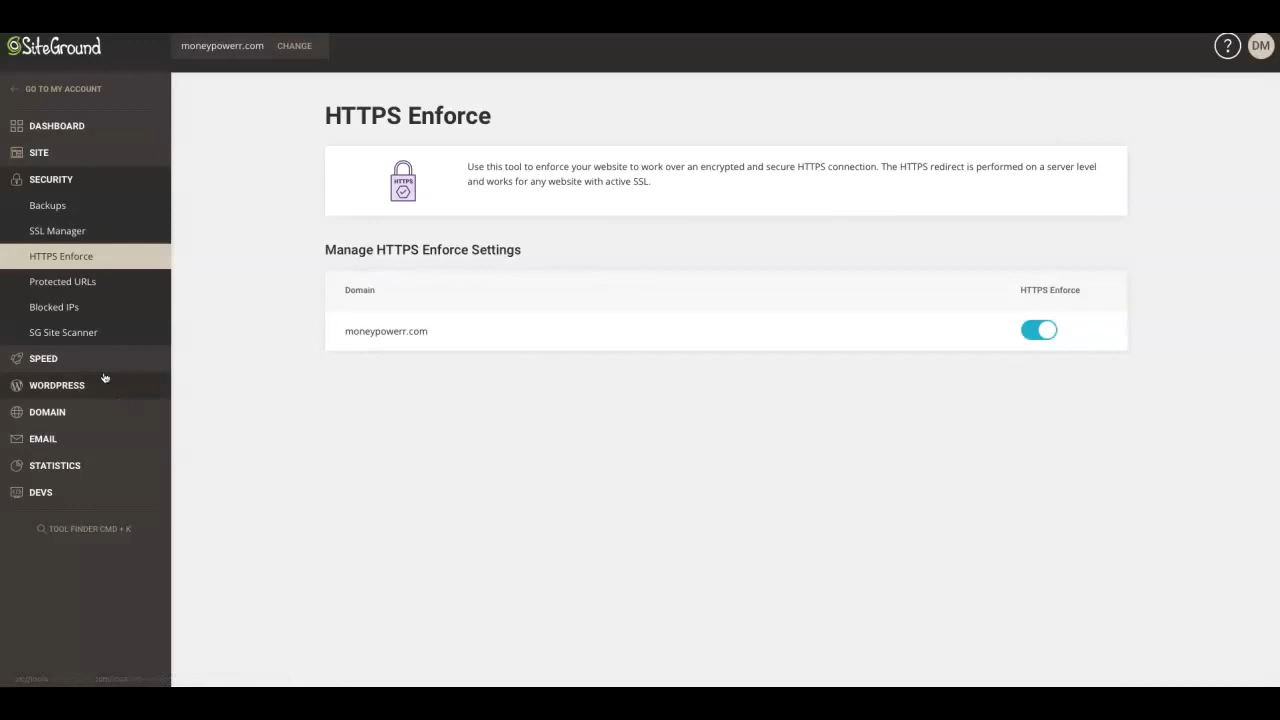 SiteGround
moneypowerr.com CHANGE
? DM
GO TO MY ACCOUNT
DASHBOARD
SITE
SECURITY
Backups
SSL Manager
HTTPS Enforce
Protected URLs
Blocked IPs
SG Site Scanner
SPEED
WORDPRESS
DOMAIN
EMAIL
STATISTICS
DEVS
TOOL FINDER CMD + K
HTTPS Enforce
HTTPS
Use this tool to enforce your website to work over an encrypted and secure HTTPS connection. The HTTPS redirect is performed on a server level
and works for any website with active SSL.
Manage HTTPS Enforce Settings
Domain HTTPS Enforce
moneypowerr.com